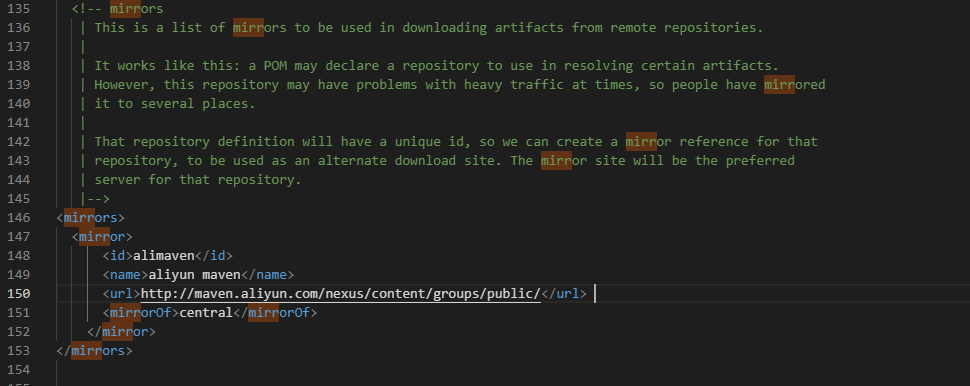 135 <!-- mirrors
136 | This is a list of mirrors to be used in downloading artifacts from remote repositories.
137 |
138 | It works like this: a POM may declare a repository to use in resolving certain artifacts.
139 | However, this repository may have problems with heavy traffic at times, so people have mirrored
140 | it to several places.
141 |
142 | That repository definition will have a unique id, so we can create a mirror reference for that
143 | repository, to be used as an alternate download site. The mirror site will be the preferred
144 | server for that repository.
145 |-->
146 <mirrors>
147 <mirror>
148 <id>alimaven</id>
149 <name>aliyun maven</name>
150 <url>http://maven.aliyun.com/nexus/content/groups/public/</url>
151 <mirrorOf>central</mirrorOf>
152 </mirror>
153 </mirrors>
154